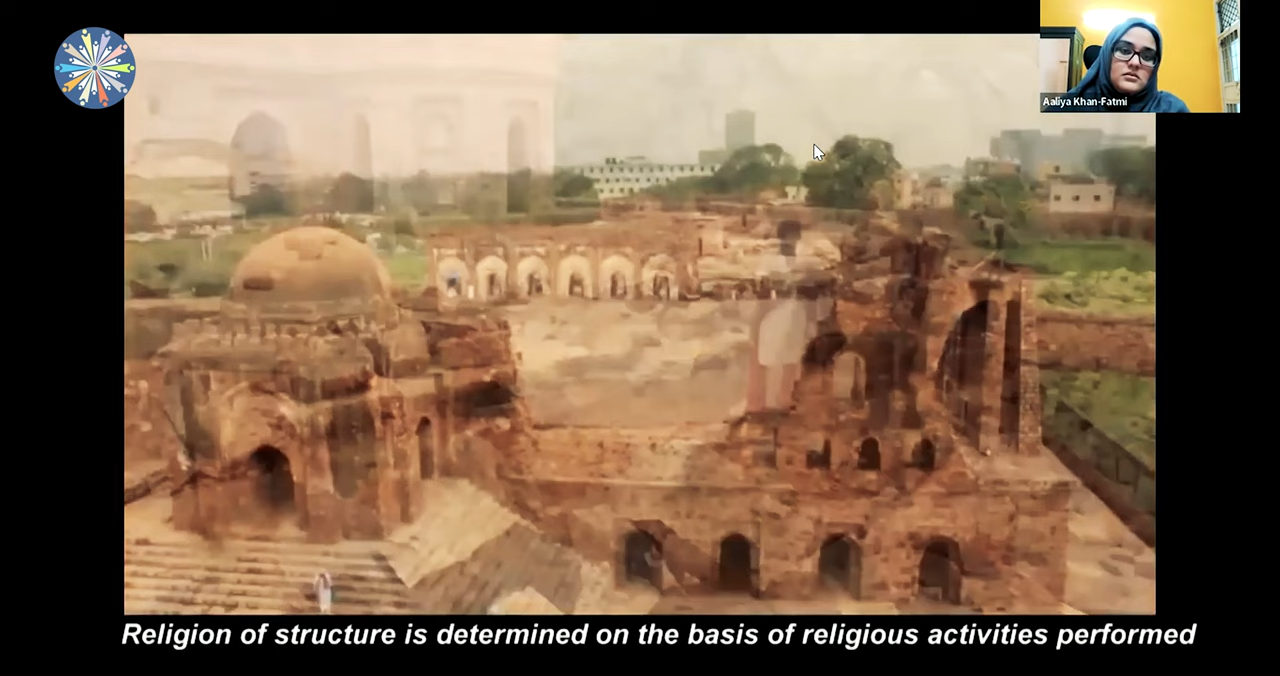 Aaliya Khan-Fatmi
Religion of structure is determined on the basis of religious activities performed